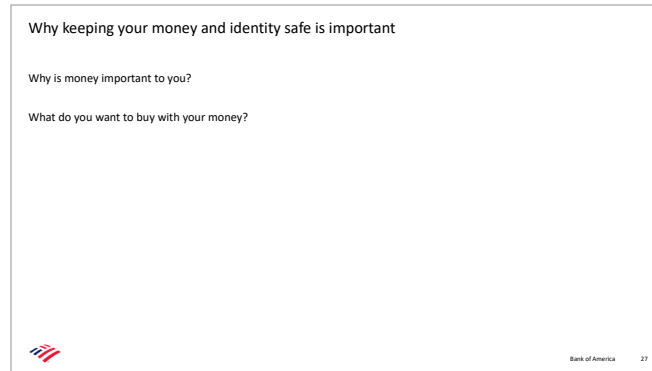 Why keeping your money and identity safe is important
Why is money important to you?
What do you want to buy with your money?
Bank of America 27